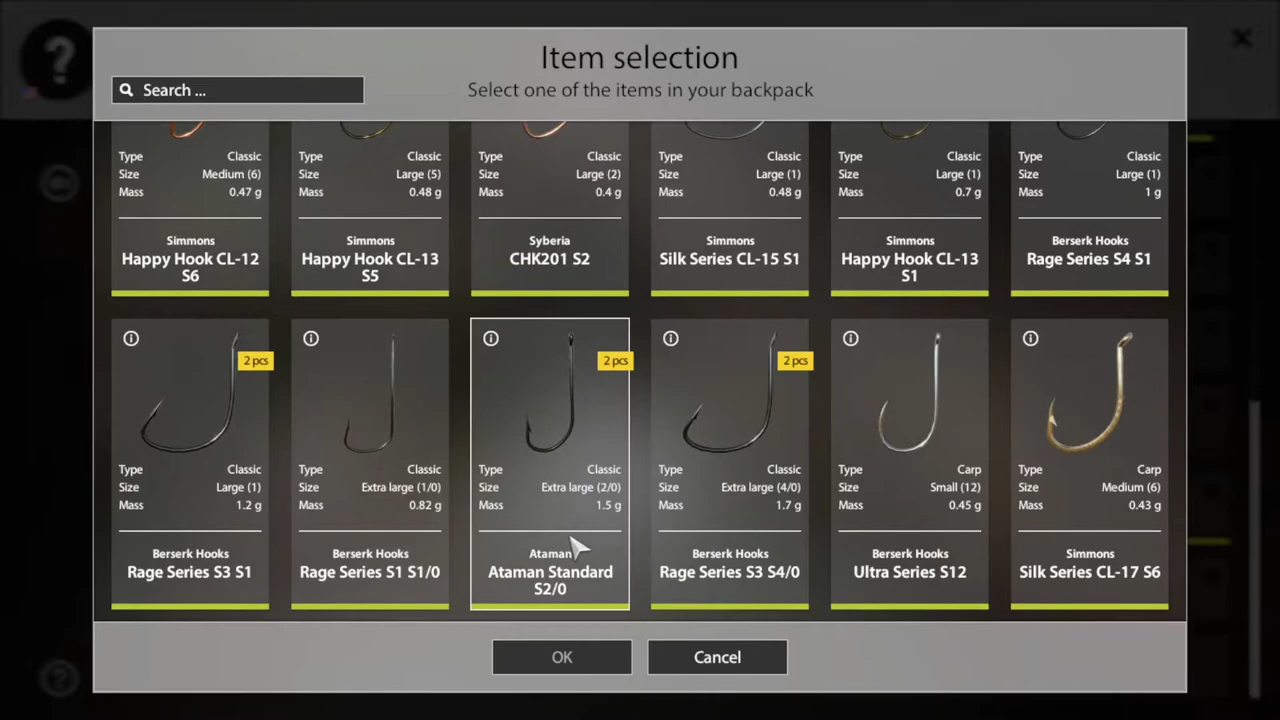 Item selection
Search ...
Select one of the items in your backpack
Type Classic
Size Medium (6)
Mass 0.47 g
Simmons
Happy Hook CL-12
S6
Type Classic
Size Large (5)
Mass 0.48 g
Simmons
Happy Hook CL-13
S5
Type Classic
Size Large (2)
Mass 0.4 g
Syberia
CHK201 S2
Type Classic
Size Large (1)
Mass 0.48 g
Simmons
Silk Series CL-15 S1
Type Classic
Size Large (1)
Mass 0.7 g
Simmons
Happy Hook CL-13
S1
Type Classic
Size Large (1)
Mass 1 g
Berserk Hooks
Rage Series S4 S1
2 pcs
Type Classic
Size Large (1)
Mass 1.2 g
Berserk Hooks
Rage Series S3 S1
Type Classic
Size Extra large (1/0)
Mass 0.82 g
Berserk Hooks
Rage Series S1 S1/0
2 pcs
Type Classic
Size Extra large (2/0)
Mass 1.5 g
Ataman
Ataman Standard
S2/0
2 pcs
Type Classic
Size Extra large (4/0)
Mass 1.7 g
Berserk Hooks
Rage Series S3 S4/0
Type Carp
Size Small (12)
Mass 0.45 g
Berserk Hooks
Ultra Series S12
Type Carp
Size Medium (6)
Mass 0.43 g
Simmons
Silk Series CL-17 S6
OK
Cancel